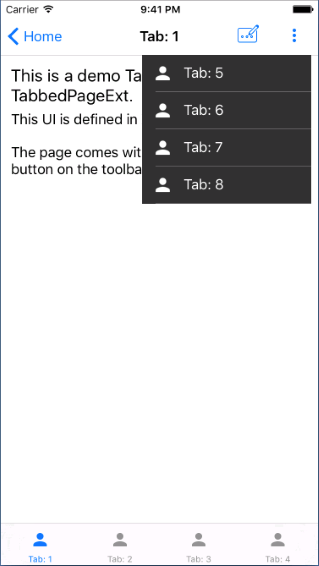 Carrier 9:41 PM
Home Tab: 1
Tab: 5
Tab: 6
Tab: 7
Tab: 8
This is a demo Ta
TabbedPageExt.
This UI is defined in
The page comes wit
button on the toolba
Tab: 1 Tab: 2 Tab: 3 Tab: 4